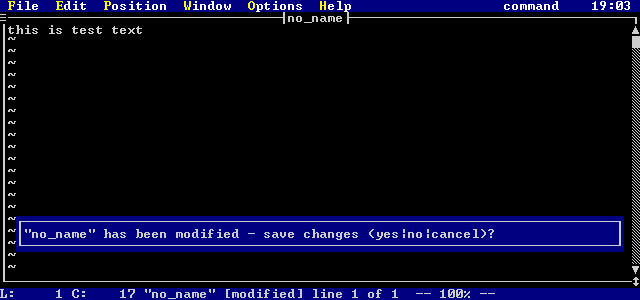 File Edit Position Window Options Help command 19:03
no_name
this is test text
~
~
~
~
~
~
~
~
~
~
~
"no_name" has been modified - save changes (yes|no|cancel)?
~
~
L: 1 C: 17 "no_name" [modified] line 1 of 1 -- 100% --